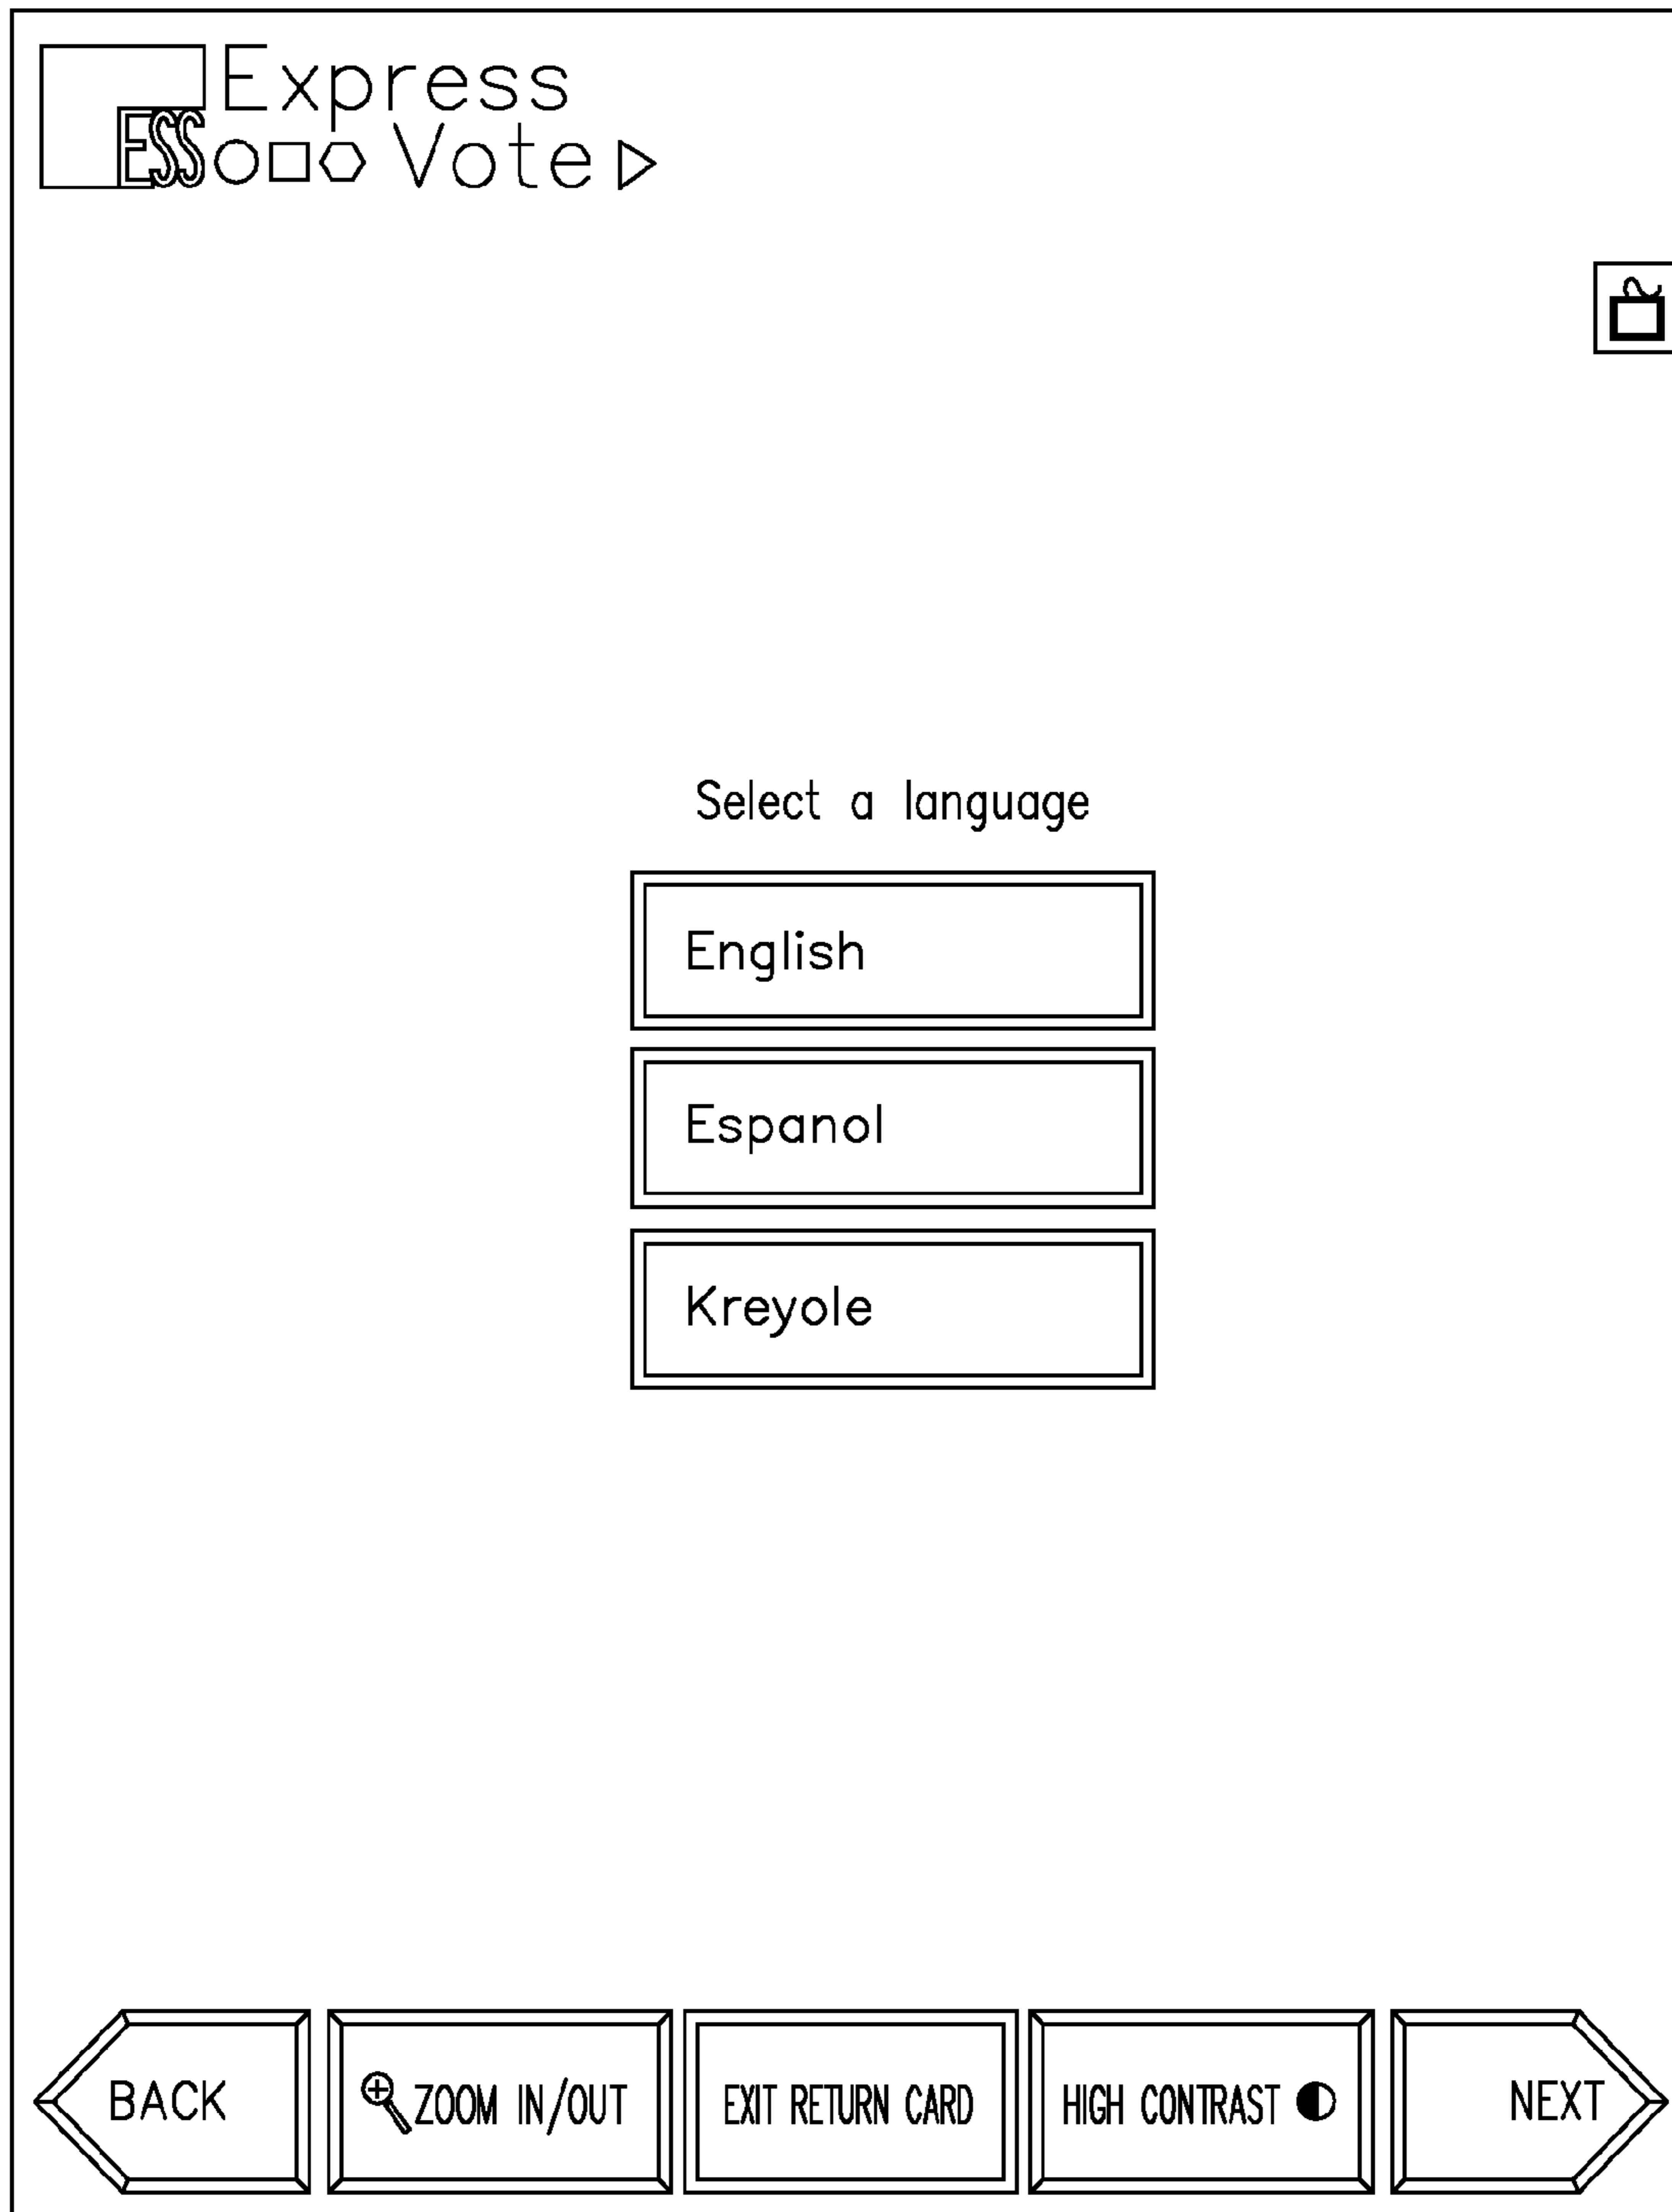 Express
ESS Vote
Select a language
English
Espanol
Kreyole
BACK
ZOOM IN/OUT
EXIT RETURN CARD
HIGH CONTRAST
NEXT